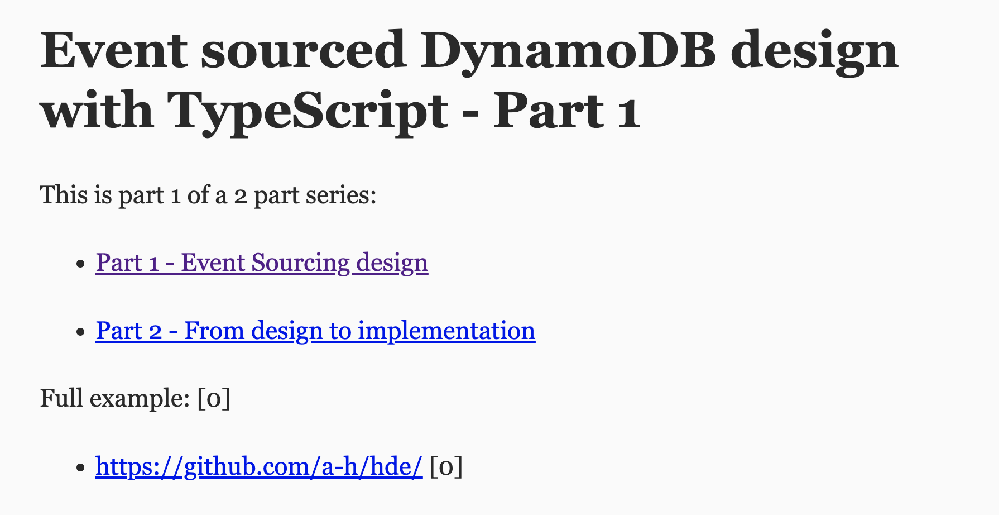 Event sourced DynamoDB design
with TypeScript - Part 1
This is part 1 of a 2 part series:
• Part 1 - Event Sourcing design
• Part 2 - From design to implementation
Full example: [0]
• https://github.com/a-h/hde/ [0]